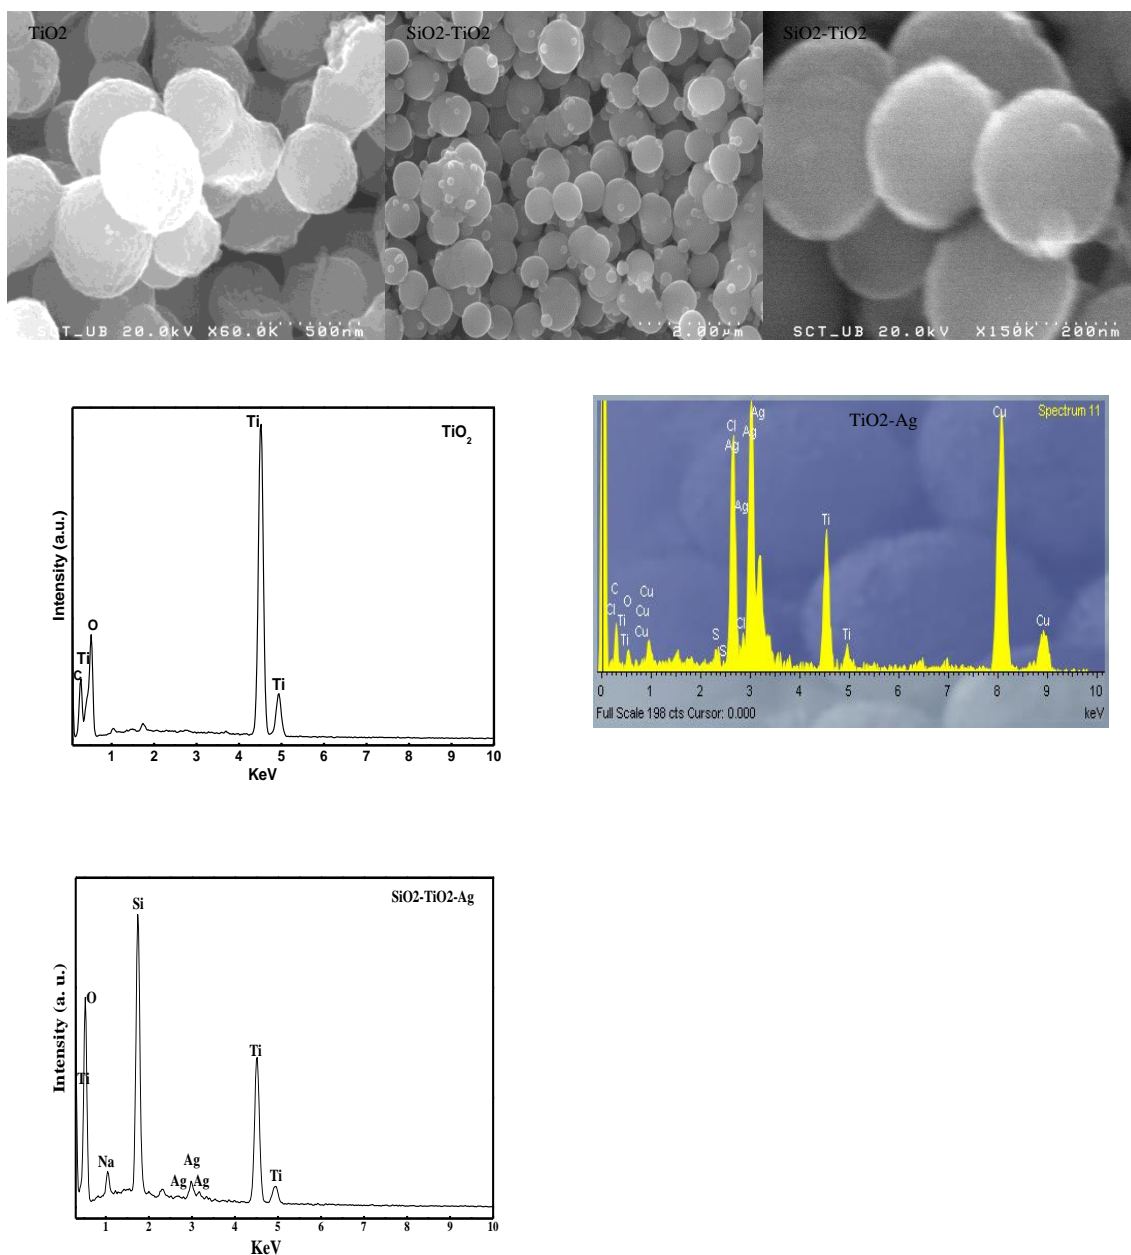 TiO2
SiO2-TiO2
SiO2-TiO2
SCT_UB 20.0kV X60.0K 500nm
2.00µm
SCT_UB 20.0kV X150K 200nm
Ti
TiO2
O
Ti
C
Ti
Intensity (a.u.)
1 2 3 4 5 6 7 8 9 10
KeV
TiO2-Ag
Spectrum 11
Ag
Cl
Ag
Ag
Cu
Ag
Ti
C
Cl
O
Cu
Cu
Ti
Cu
Ti
Cl
S
S
Ti
Cu
0 1 2 3 4 5 6 7 8 9 10
Full Scale 198 cts Cursor: 0.000
keV
SiO2-TiO2-Ag
Si
O
Ti
Ti
Na
Ag
Ag
Ag
Ti
Intensity (a. u.)
1 2 3 4 5 6 7 8 9 10
KeV